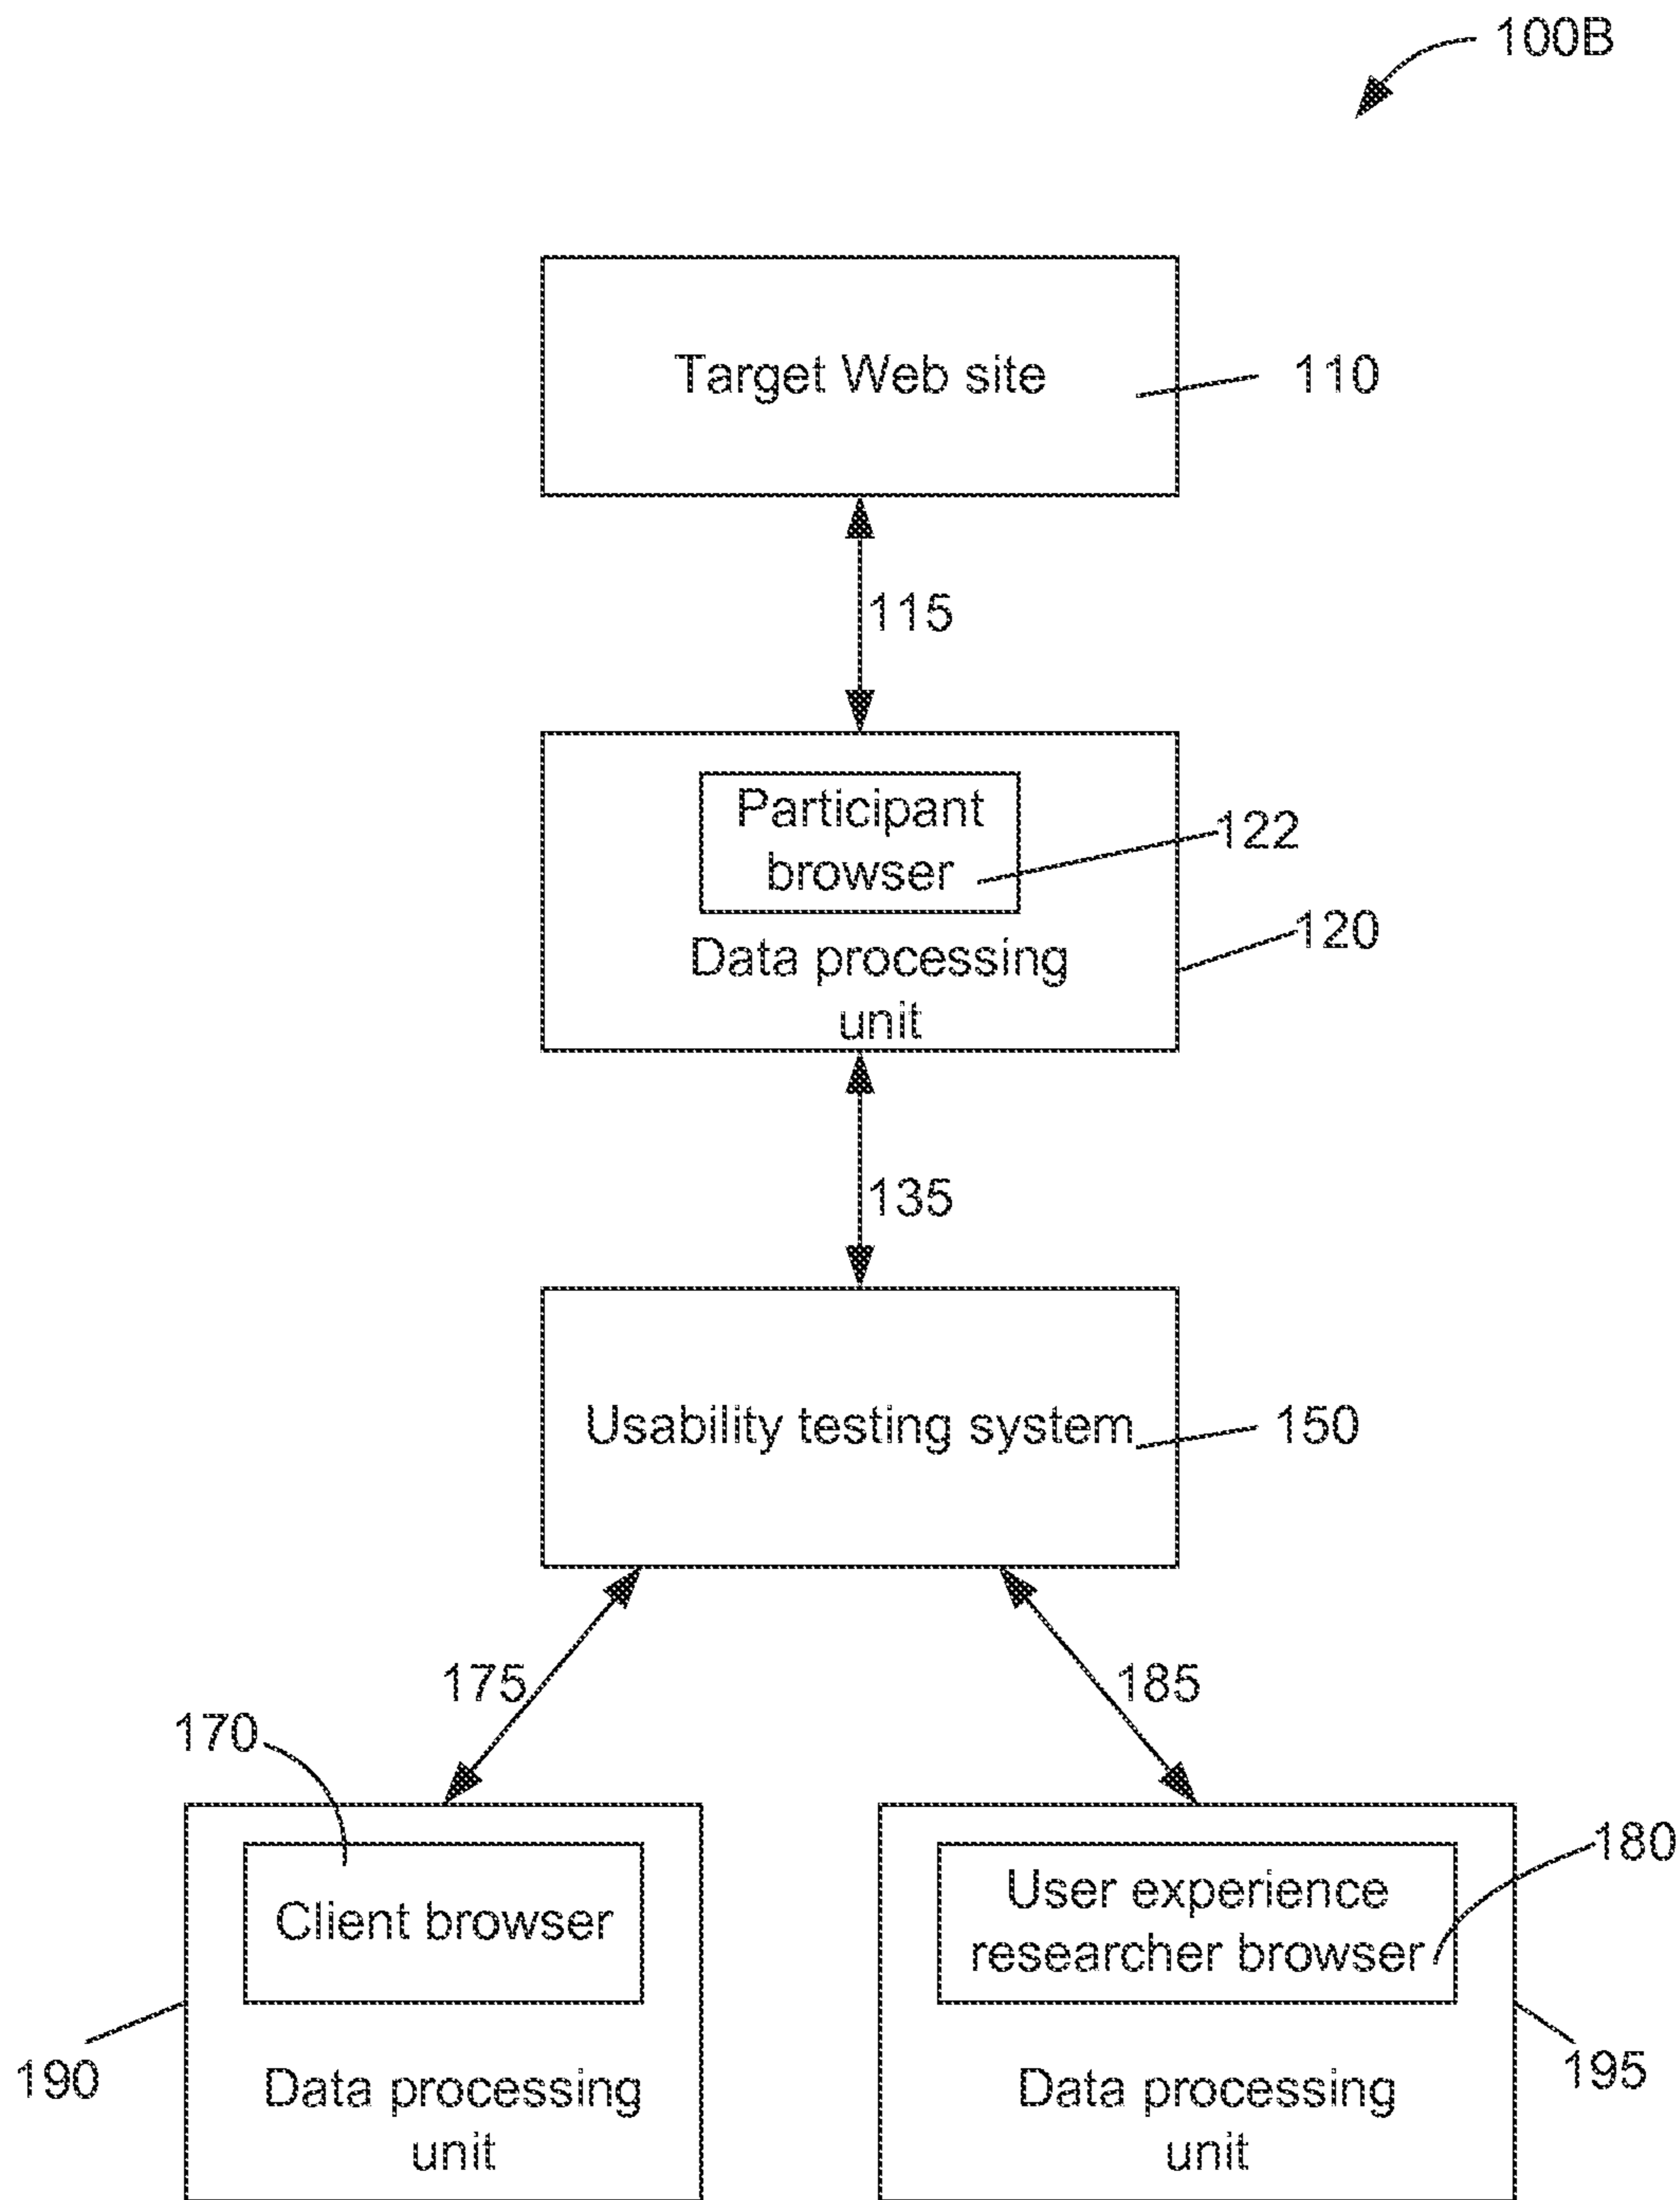 100B
Target Web site
110
115
Participant
browser
122
120
Data processing
unit
135
Usability testing system
150
175
185
170
180
Client browser
User experience
researcher browser
190
195
Data processing
unit
Data processing
unit